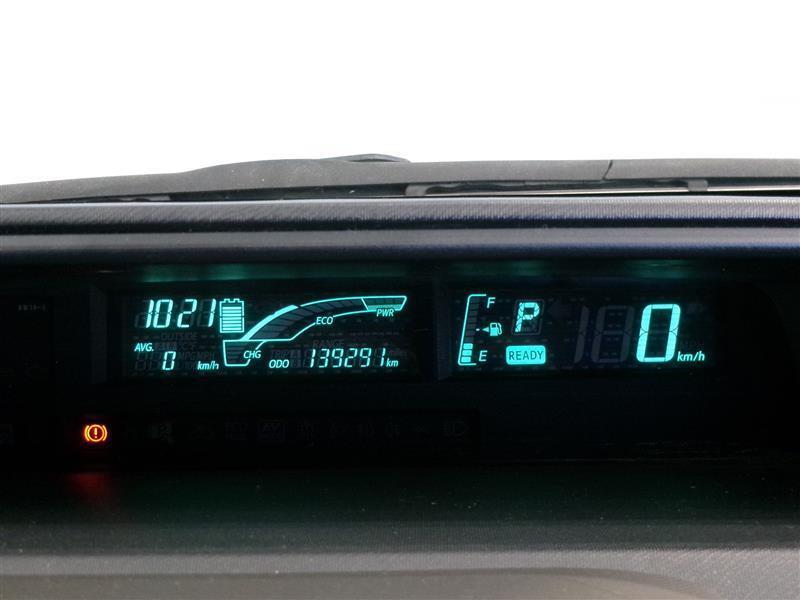 1021
PWR
ECO
AVG.
0 km/h
CHG
ODO 139291 km
F
E
P
READY
0 km/h